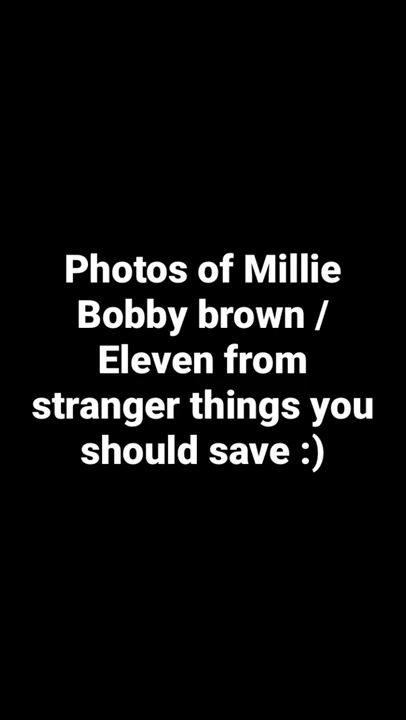 Photos of Millie
Bobby brown /
Eleven from
stranger things you
should save :)